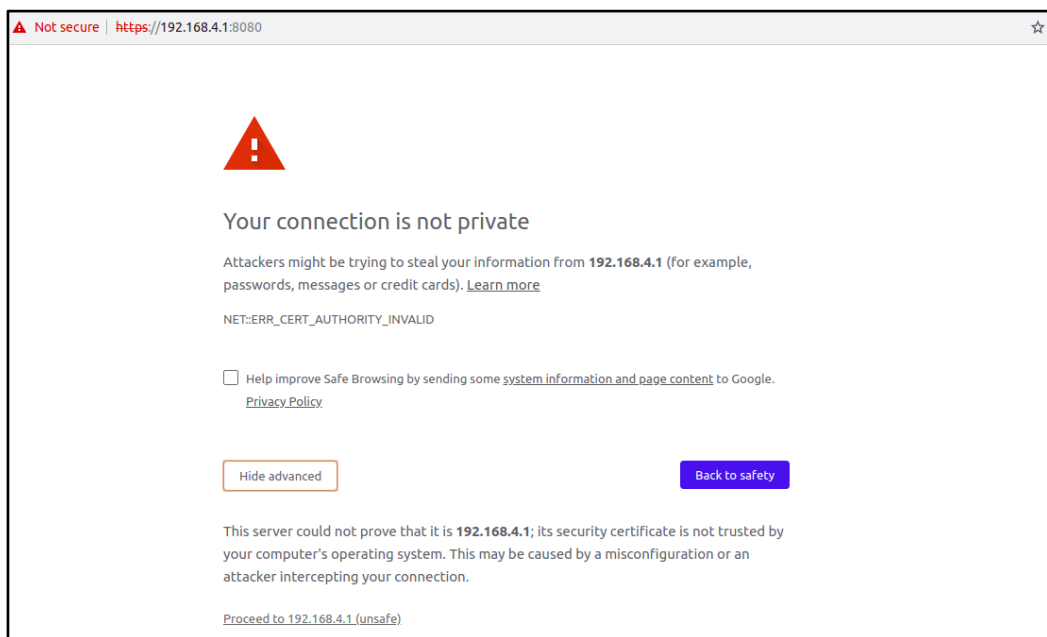 Not secure | https://192.168.4.1:8080
Your connection is not private
Attackers might be trying to steal your information from 192.168.4.1 (for example,
passwords, messages or credit cards). Learn more
NET::ERR_CERT_AUTHORITY_INVALID
Help improve Safe Browsing by sending some system information and page content to Google.
Privacy Policy
Hide advanced
Back to safety
This server could not prove that it is 192.168.4.1; its security certificate is not trusted by
your computer's operating system. This may be caused by a misconfiguration or an
attacker intercepting your connection.
Proceed to 192.168.4.1 (unsafe)